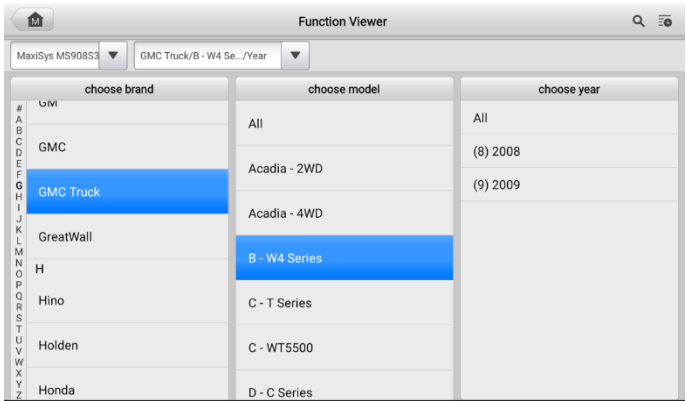 M
Function Viewer
MaxiSys MS908S3
GMC Truck/B - W4 Se.../Year
choose brand
choose model
choose year
#
A
B
C
D
E
F
G
H
I
J
K
L
M
N
O
P
Q
R
S
T
U
V
W
X
Y
Z
GM
GMC
GMC Truck
GreatWall
H
Hino
Holden
Honda
All
Acadia - 2WD
Acadia - 4WD
B - W4 Series
C - T Series
C - WT5500
D - C Series
All
(8) 2008
(9) 2009